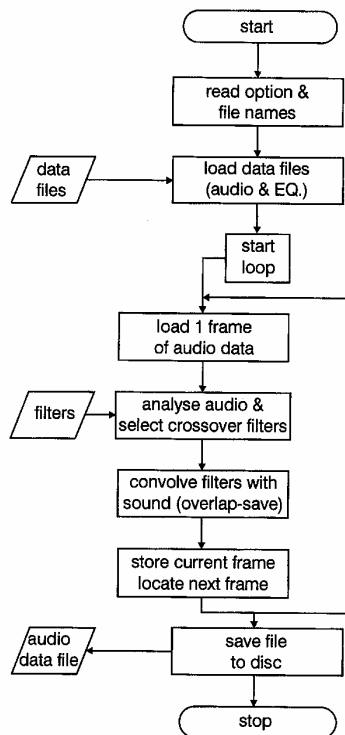 start
read option &
file names
data
files
load data files
(audio & EQ.)
start
loop
load 1 frame
of audio data
filters
analyse audio &
select crossover filters
convolve filters with
sound (overlap-save)
store current frame
locate next frame
audio
data file
save file
to disc
stop